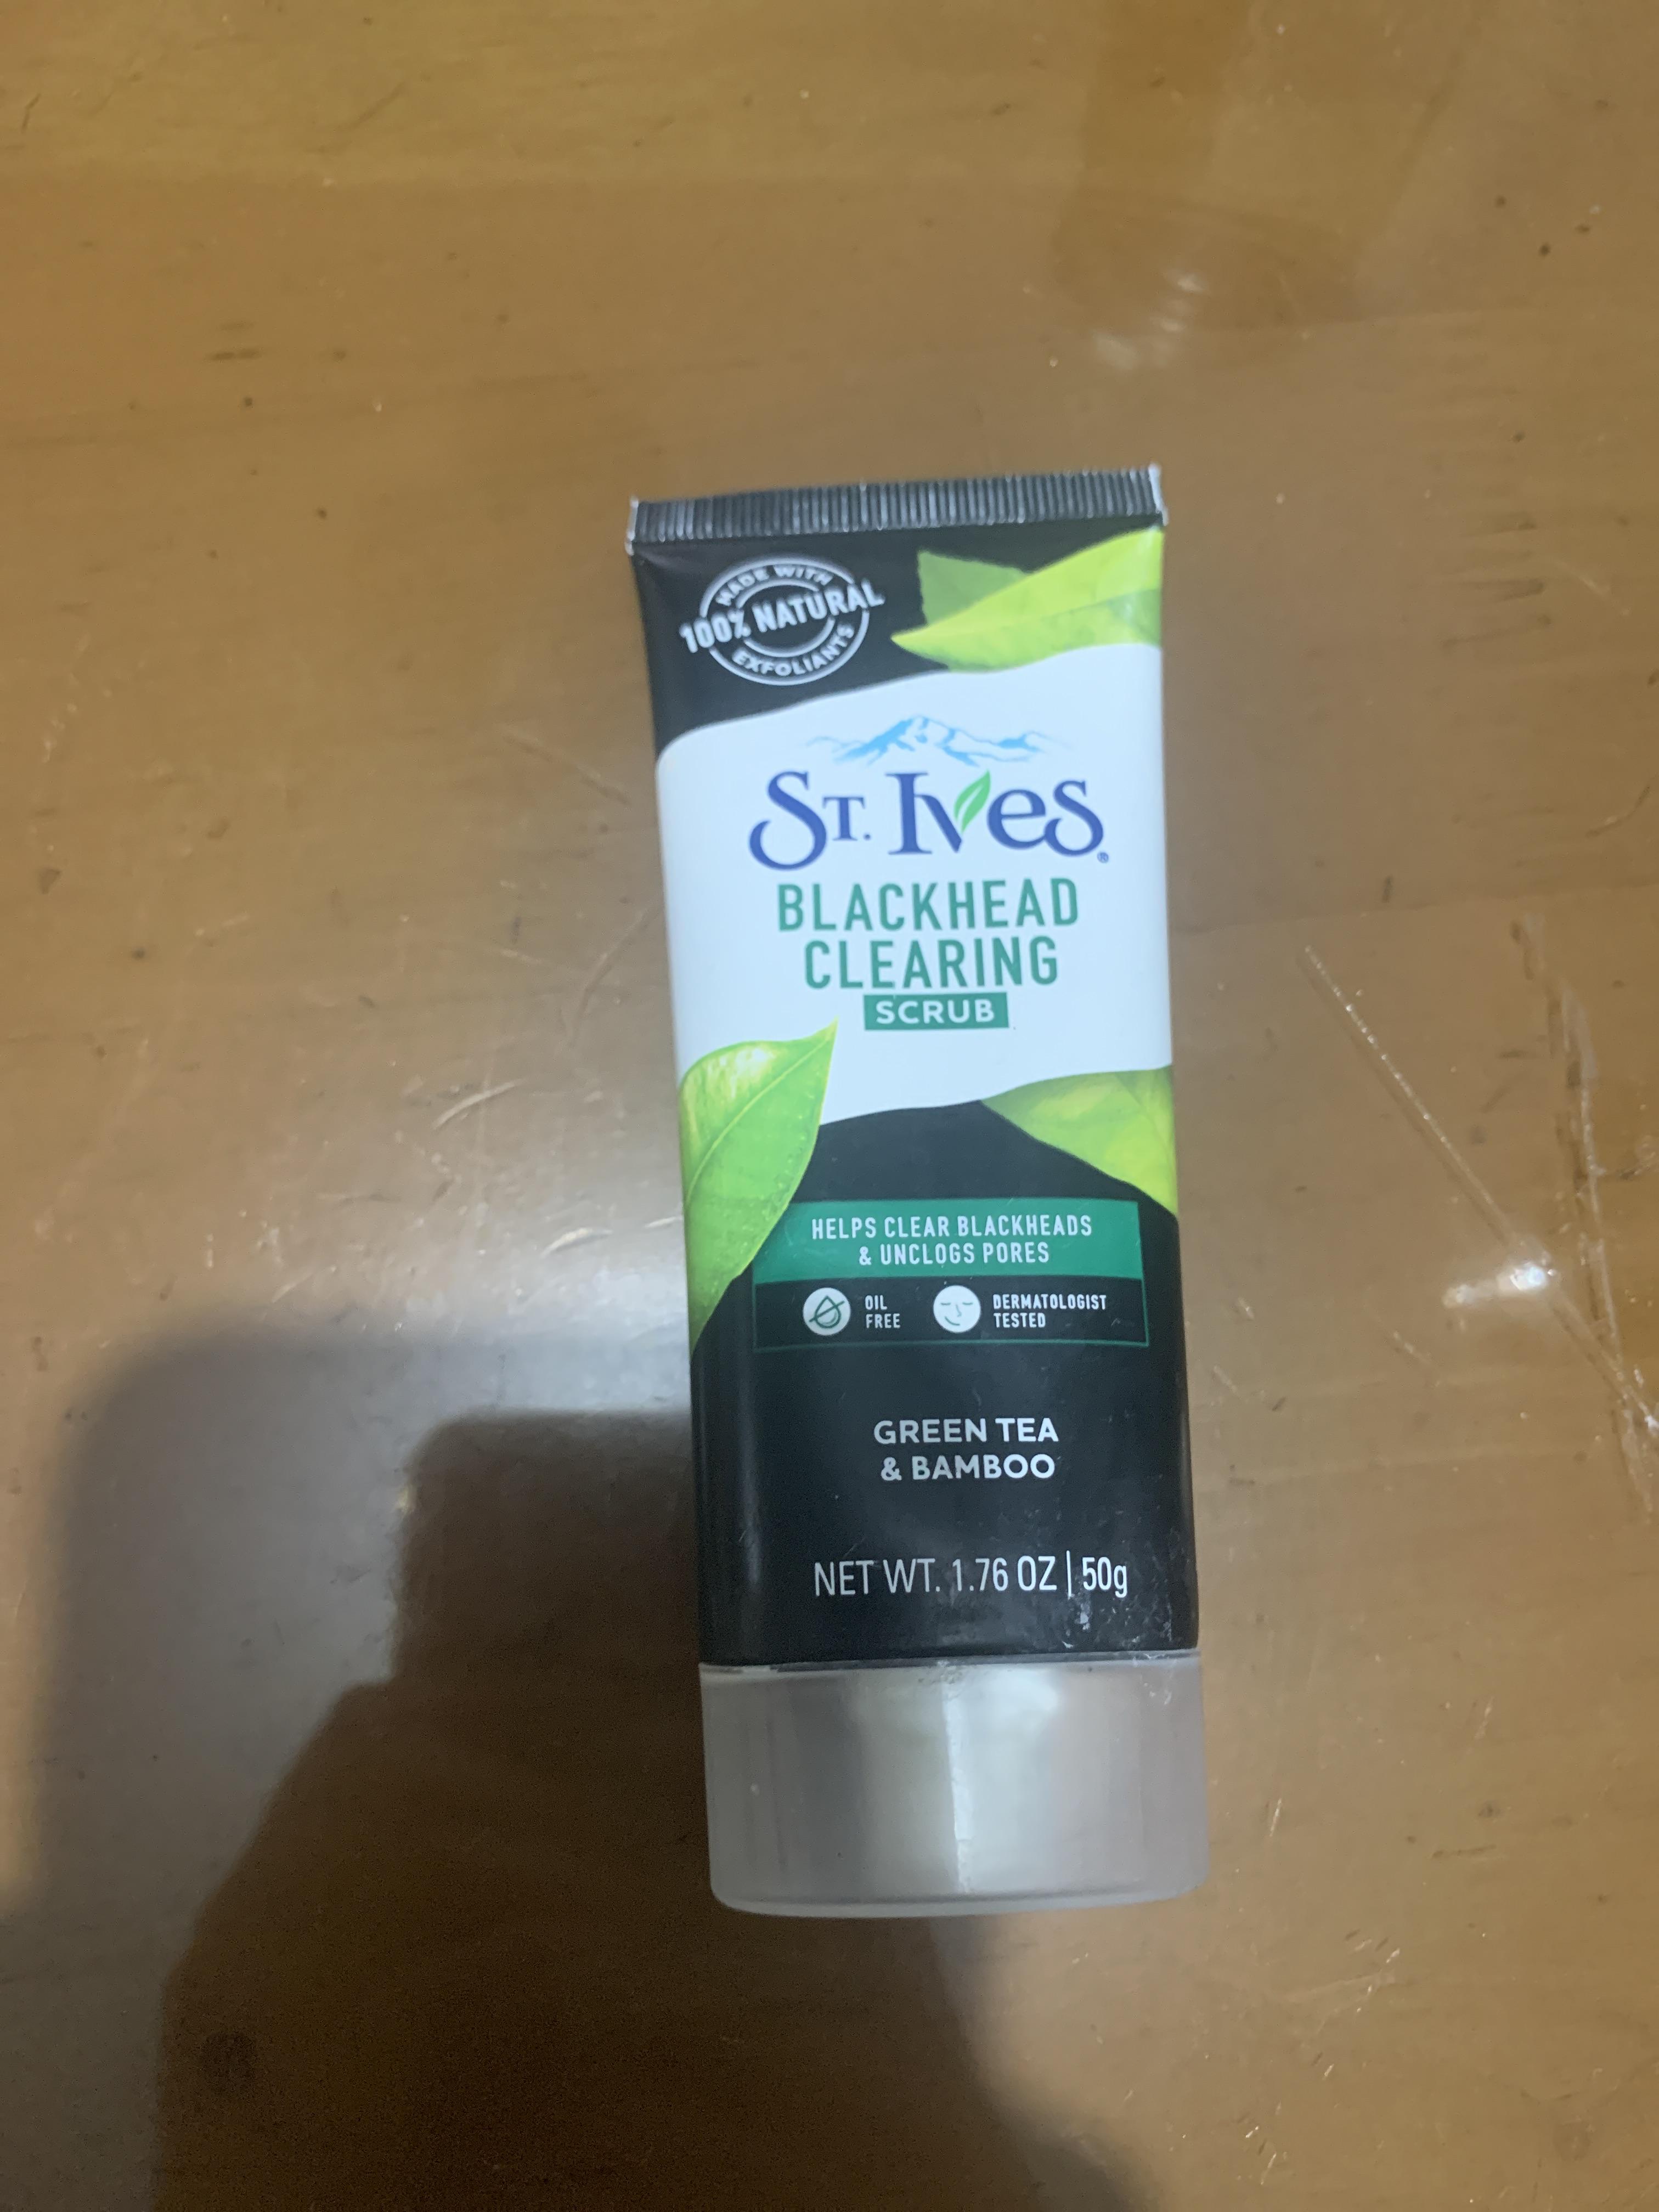 MADE WITH
100% NATURAL
EXFOLIANTS
ST. IVES®
BLACKHEAD
CLEARING
SCRUB
HELPS CLEAR BLACKHEADS
& UNCLOGS PORES
OIL
FREE
DERMATOLOGIST
TESTED
GREEN TEA
& BAMBOO
NET WT. 1.76 OZ | 50g